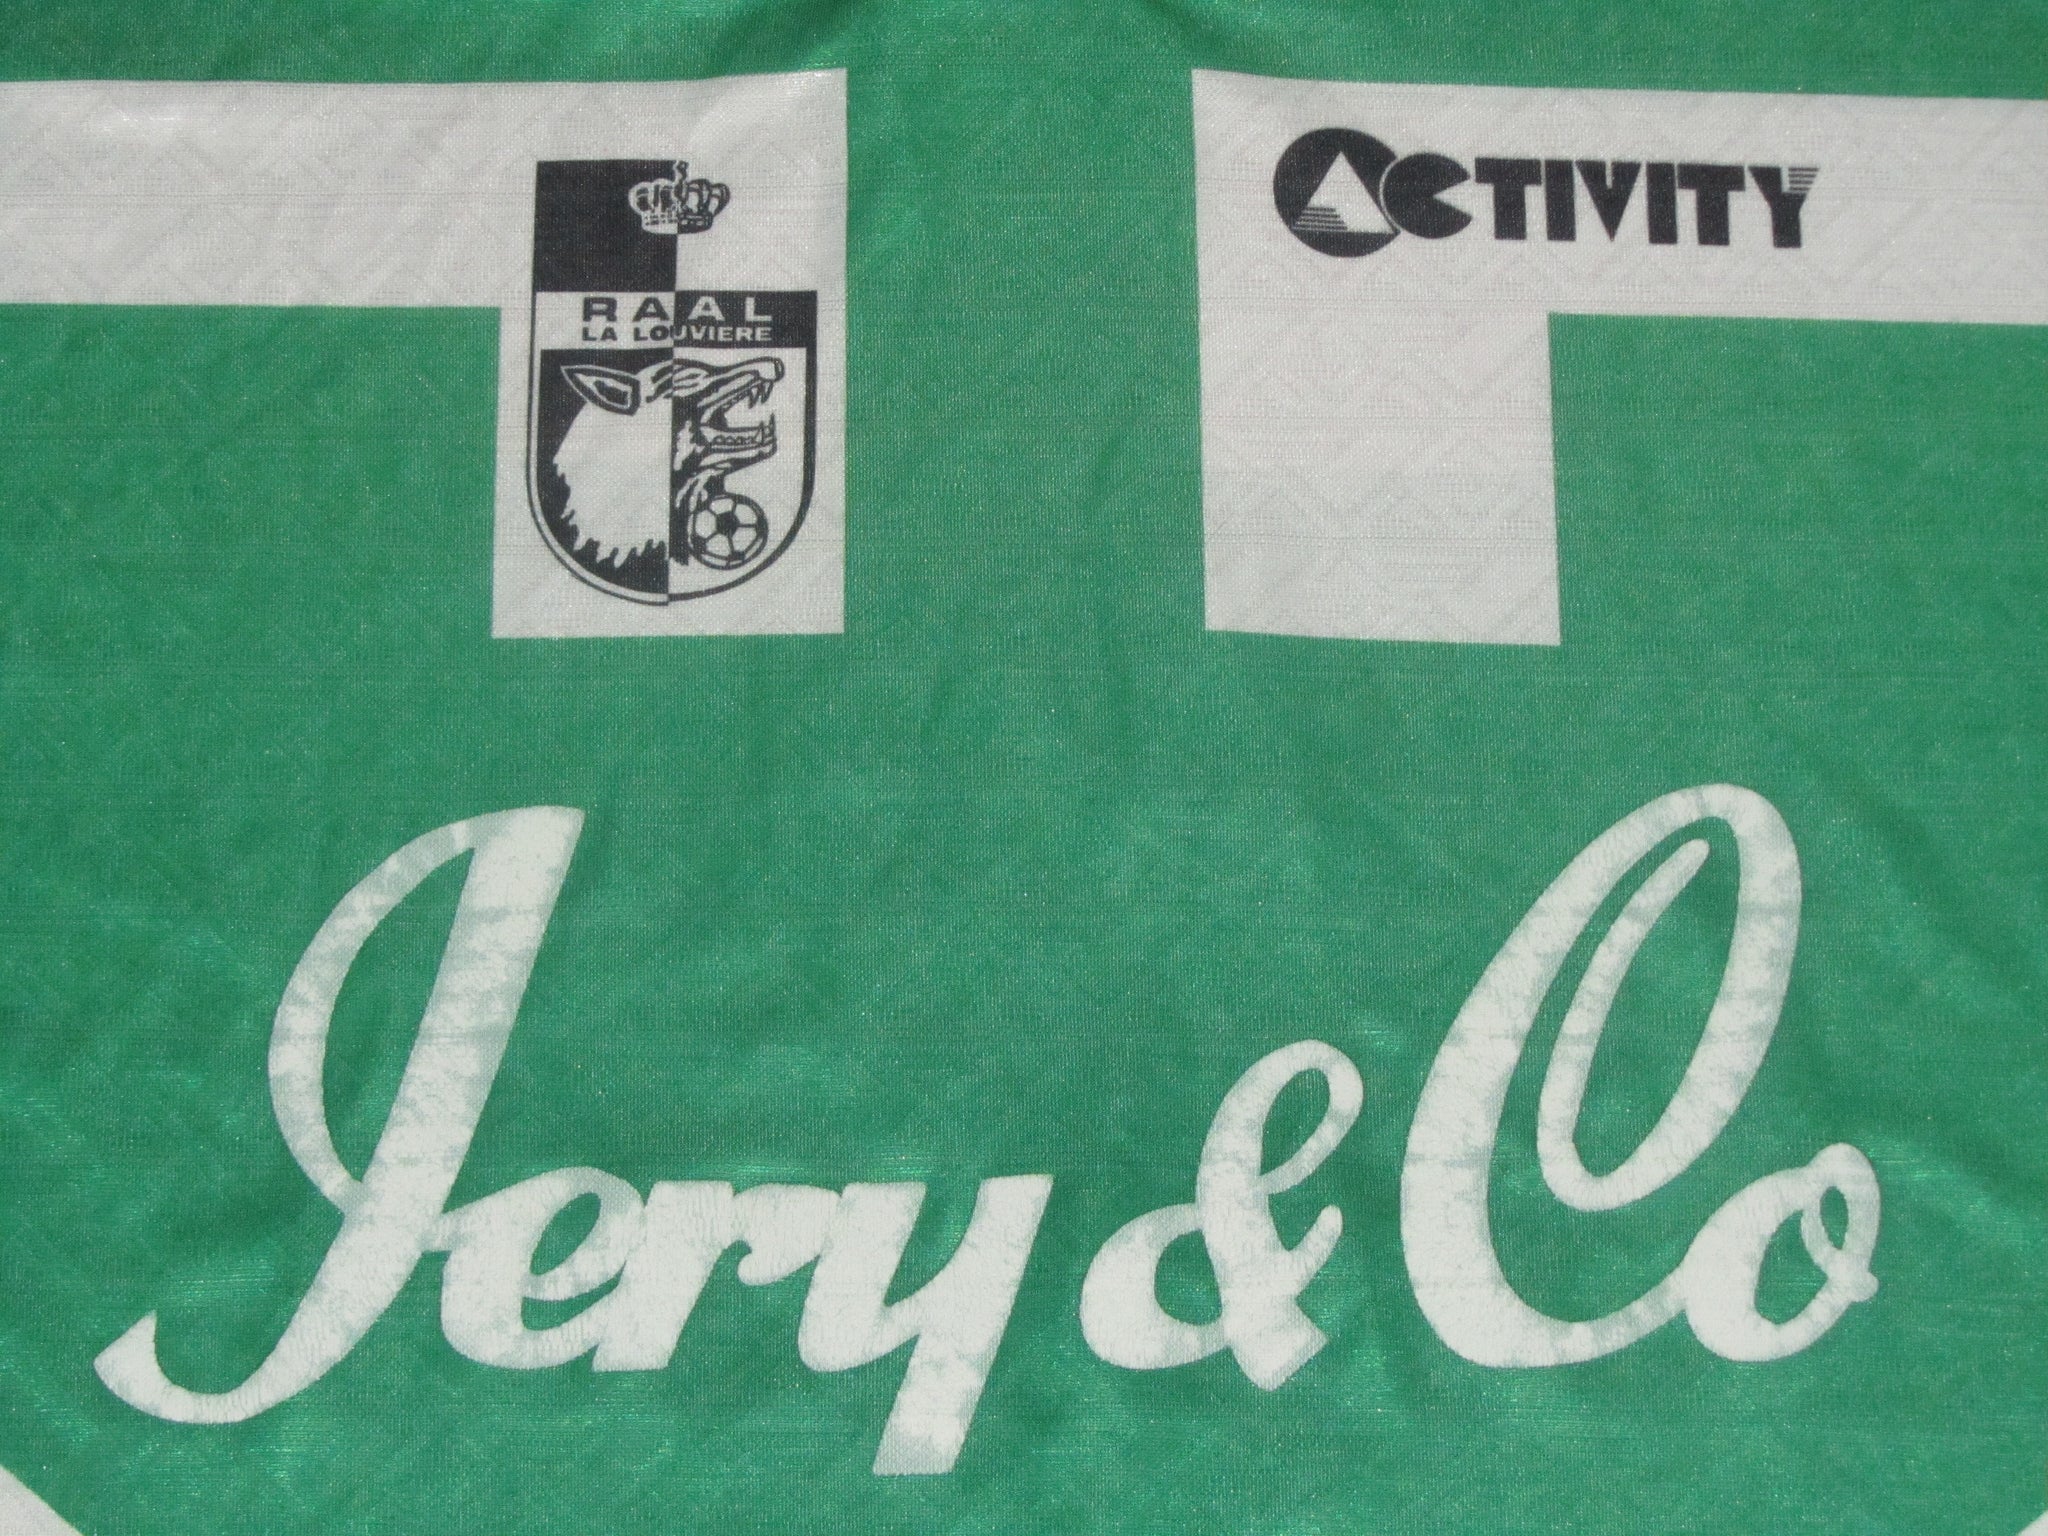 ACTIVITY
RAAL
LA LOUVIERE
Jery & Co